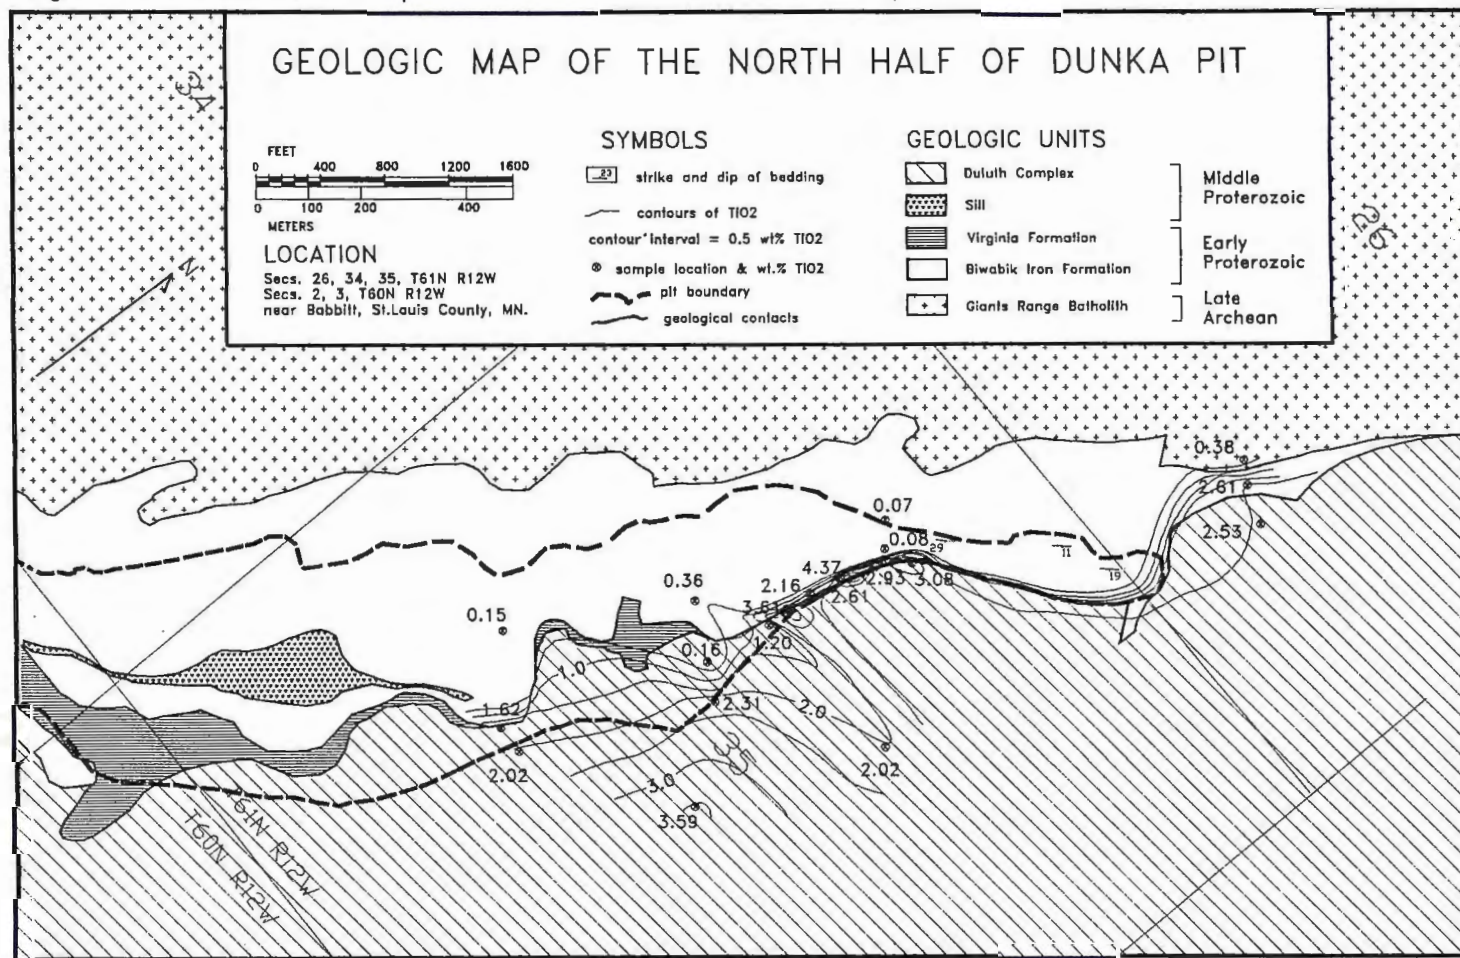 GEOLOGIC MAP OF THE NORTH HALF OF DUNKA PIT
FEET
0 400 800 1200 1600
0 100 200 400
METERS
LOCATION
Secs. 26, 34, 35, T61N R12W
Secs. 2, 3, T60N R12W
near Babbitt, St.Louis County, MN.
SYMBOLS
23 strike and dip of bedding
contours of TIO2
contour interval = 0.5 wt% TIO2
sample location & wt.% TIO2
pit boundary
geological contacts
GEOLOGIC UNITS
Duluth Complex
Sill
Virginia Formation
Biwabik Iron Formation
Giants Range Batholith
Middle
Proterozoic
Early
Proterozoic
Late
Archean
34
26
N
0.38
2.61
2.53
0.07
0.08
29
11
19
4.37
2.93
3.08
2.16
2.61
0.36
3.61
0.15
1.20
0.16
1.0
1.62
2.31
2.0
35
2.02
2.02
3.0
3.59
T61N R12W
T60N R12W